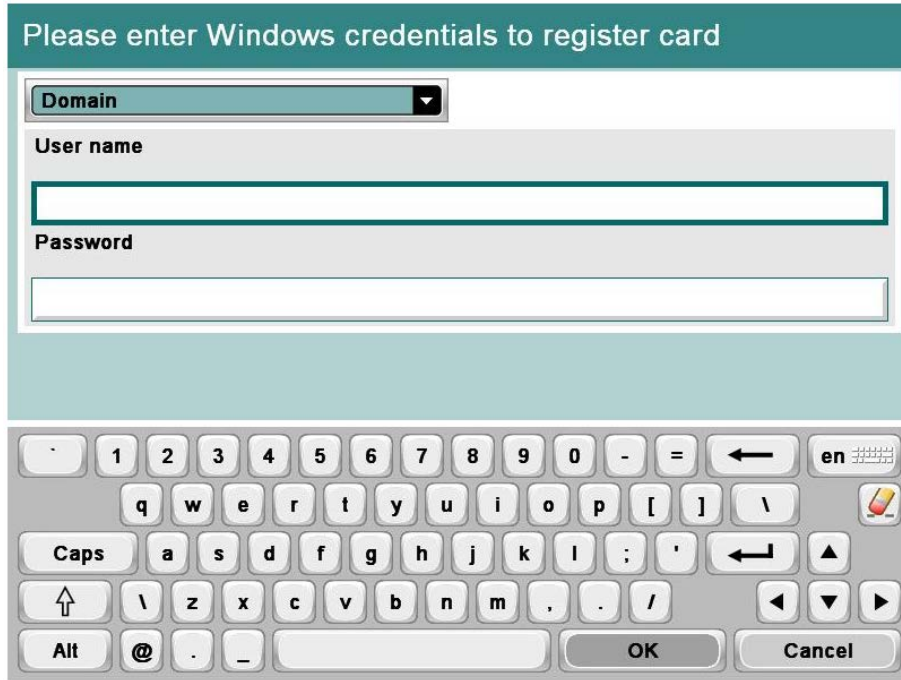 Please enter Windows credentials to register card
Domain
User name
Password
` 1 2 3 4 5 6 7 8 9 0 - = en
q w e r t y u i o p [ ] \
Caps a s d f g h j k l ; '
\ z x c v b n m , . /
Alt @ . _ OK Cancel